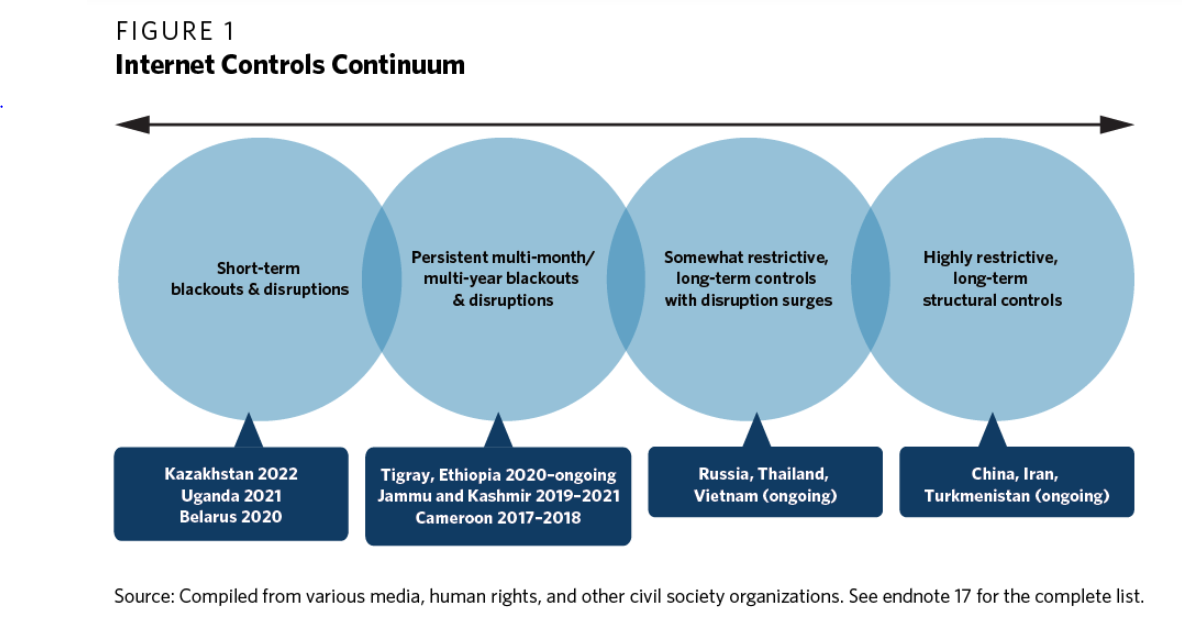 FIGURE 1
Internet Controls Continuum
Short-term
blackouts & disruptions
Persistent multi-month/
multi-year blackouts
& disruptions
Somewhat restrictive,
long-term controls
with disruption surges
Highly restrictive,
long-term
structural controls
Kazakhstan 2022
Uganda 2021
Belarus 2020
Tigray, Ethiopia 2020–ongoing
Jammu and Kashmir 2019–2021
Cameroon 2017–2018
Russia, Thailand,
Vietnam (ongoing)
China, Iran,
Turkmenistan (ongoing)
Source: Compiled from various media, human rights, and other civil society organizations. See endnote 17 for the complete list.